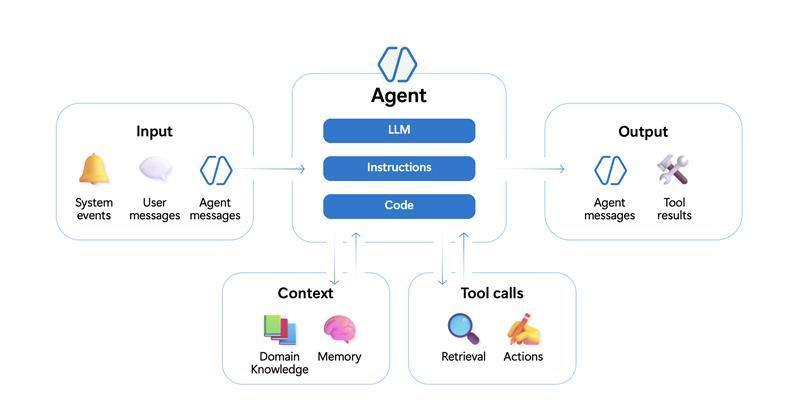 Agent
LLM
Instructions
Code
Input
System
events
User
messages
Agent
messages
Output
Agent
messages
Tool
results
Context
Domain
Knowledge
Memory
Tool calls
Retrieval
Actions